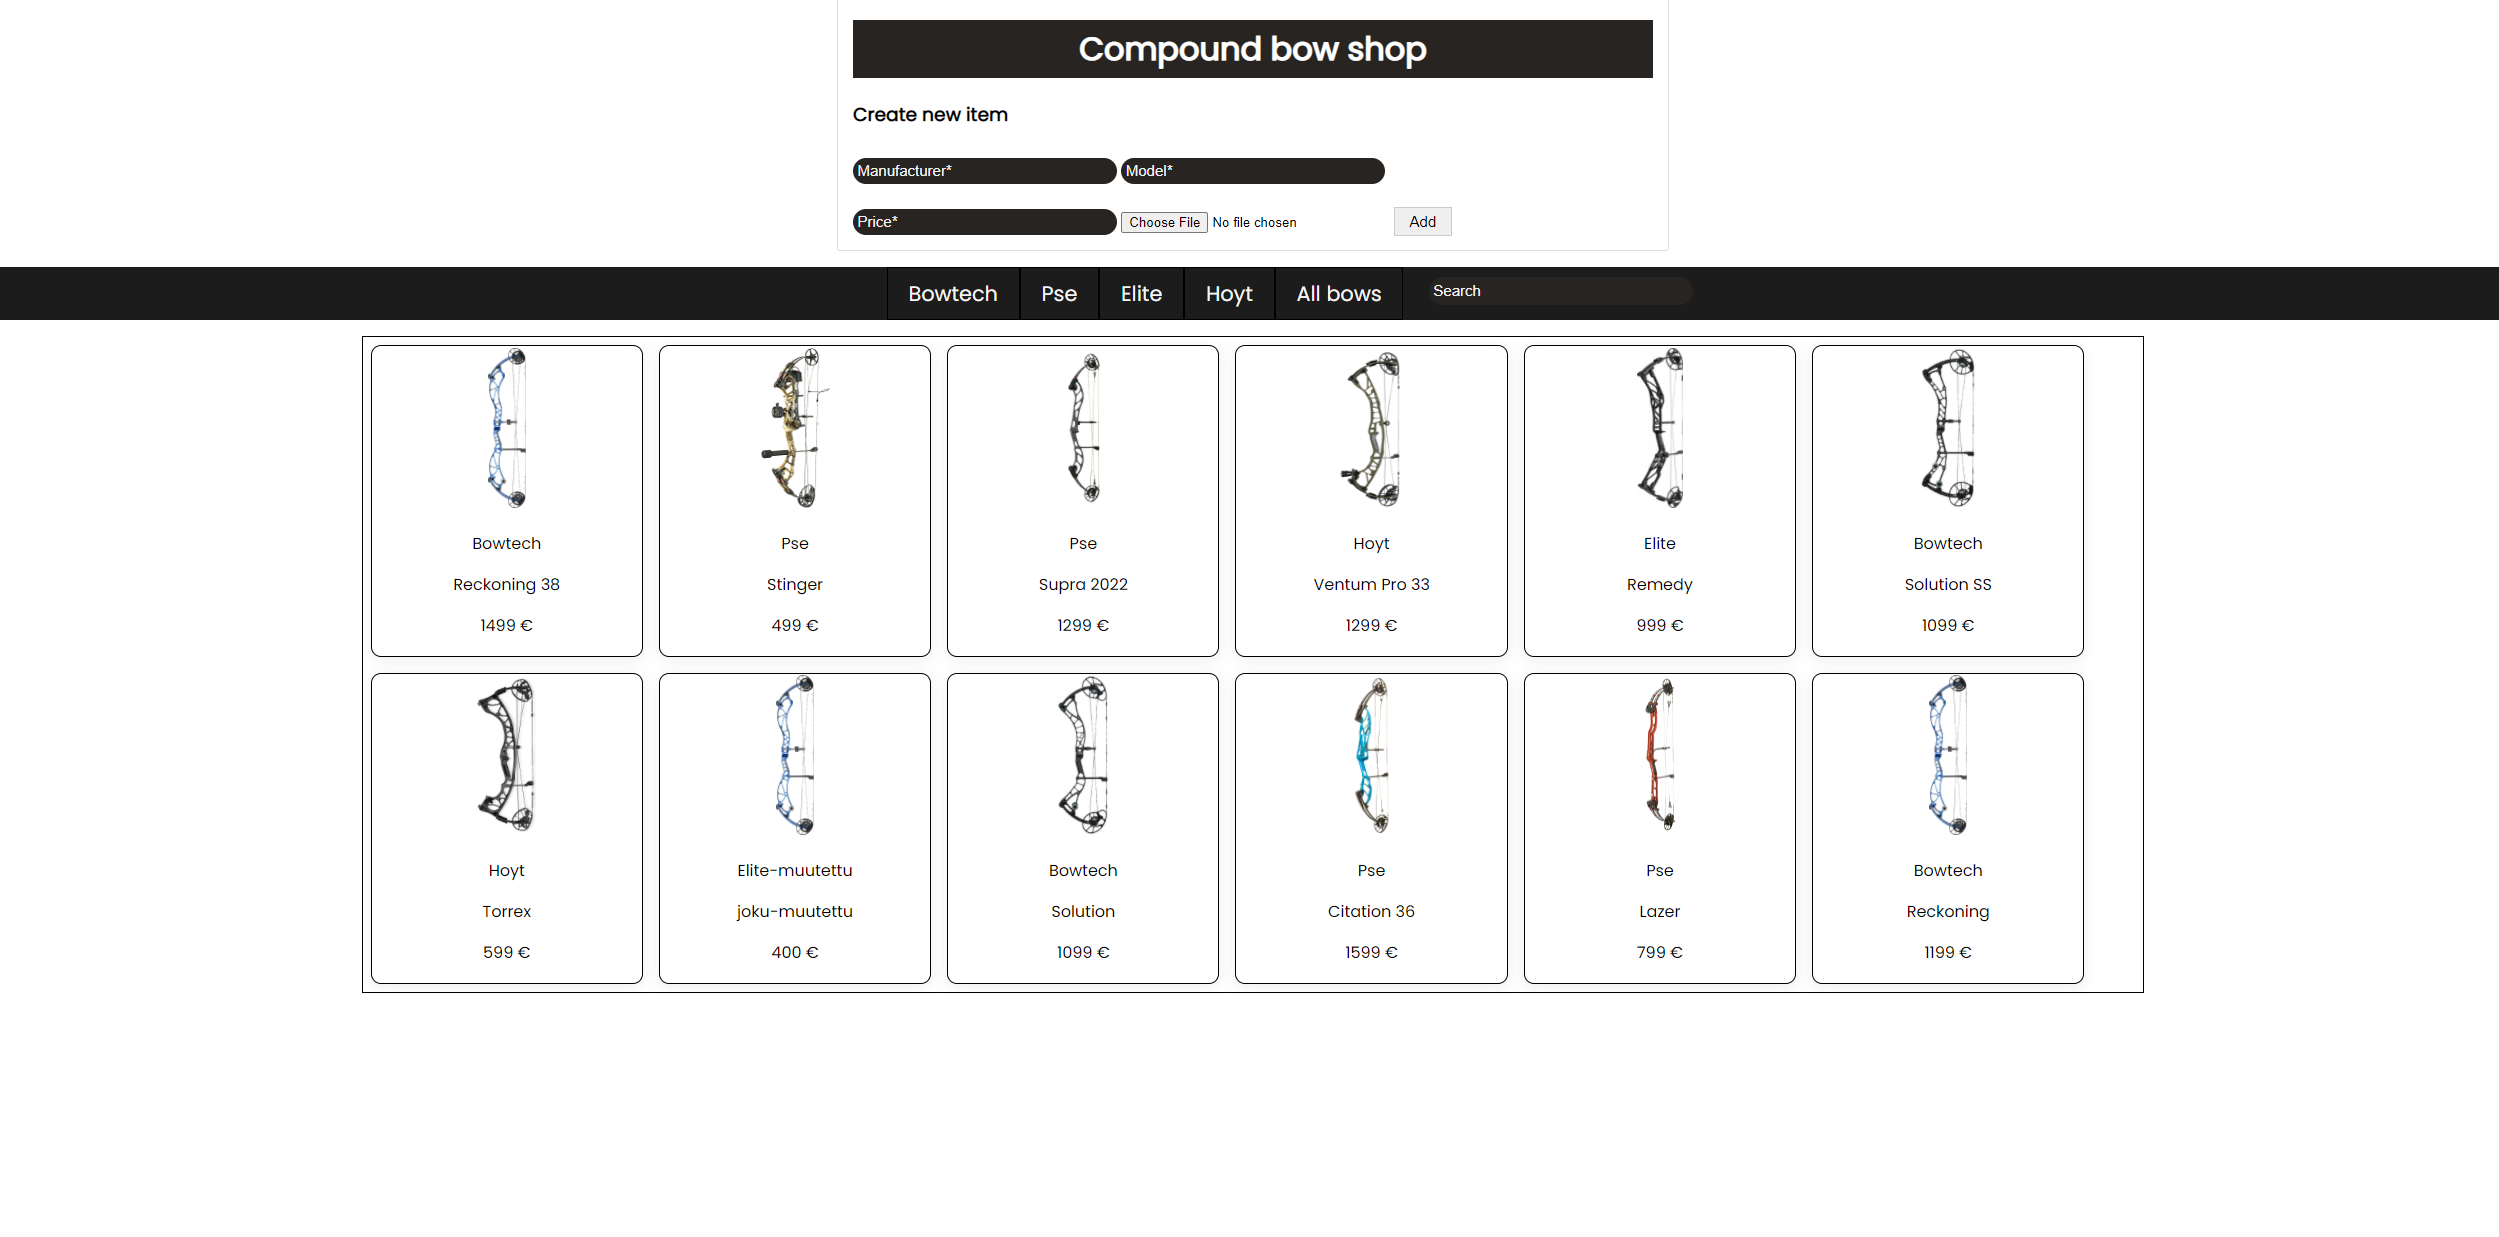 Compound bow shop
Create new item
Manufacturer* Model*
Price* Choose File No file chosen Add
Bowtech Pse Elite Hoyt All bows Search
Bowtech Pse Pse Hoyt Elite Bowtech
Reckoning 38 Stinger Supra 2022 Ventum Pro 33 Remedy Solution SS
1499 € 499 € 1299 € 1299 € 999 € 1099 €
Hoyt Elite-muutettu Bowtech Pse Pse Bowtech
Torrex joku-muutettu Solution Citation 36 Lazer Reckoning
599 € 400 € 1099 € 1599 € 799 € 1199 €